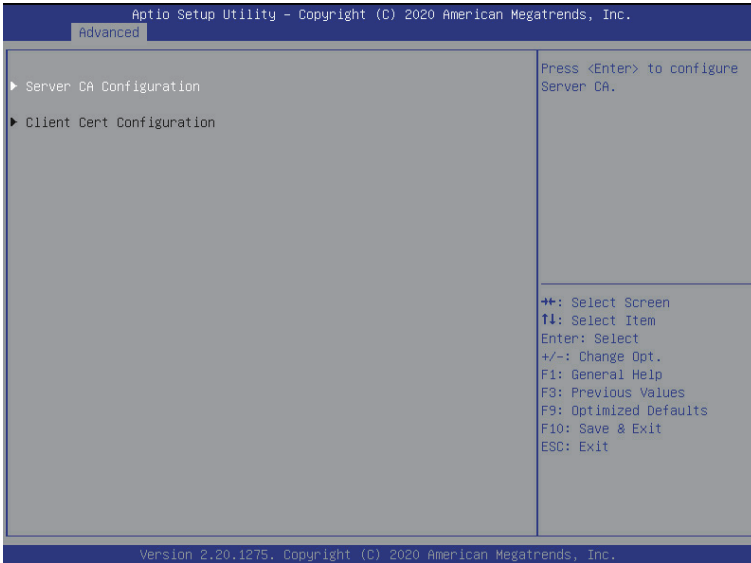 Aptio Setup Utility – Copyright (C) 2020 American Megatrends, Inc.
Advanced
▶ Server CA Configuration
▶ Client Cert Configuration
Press <Enter> to configure
Server CA.
→←: Select Screen
↑↓: Select Item
Enter: Select
+/-: Change Opt.
F1: General Help
F3: Previous Values
F9: Optimized Defaults
F10: Save & Exit
ESC: Exit
Version 2.20.1275. Copyright (C) 2020 American Megatrends, Inc.